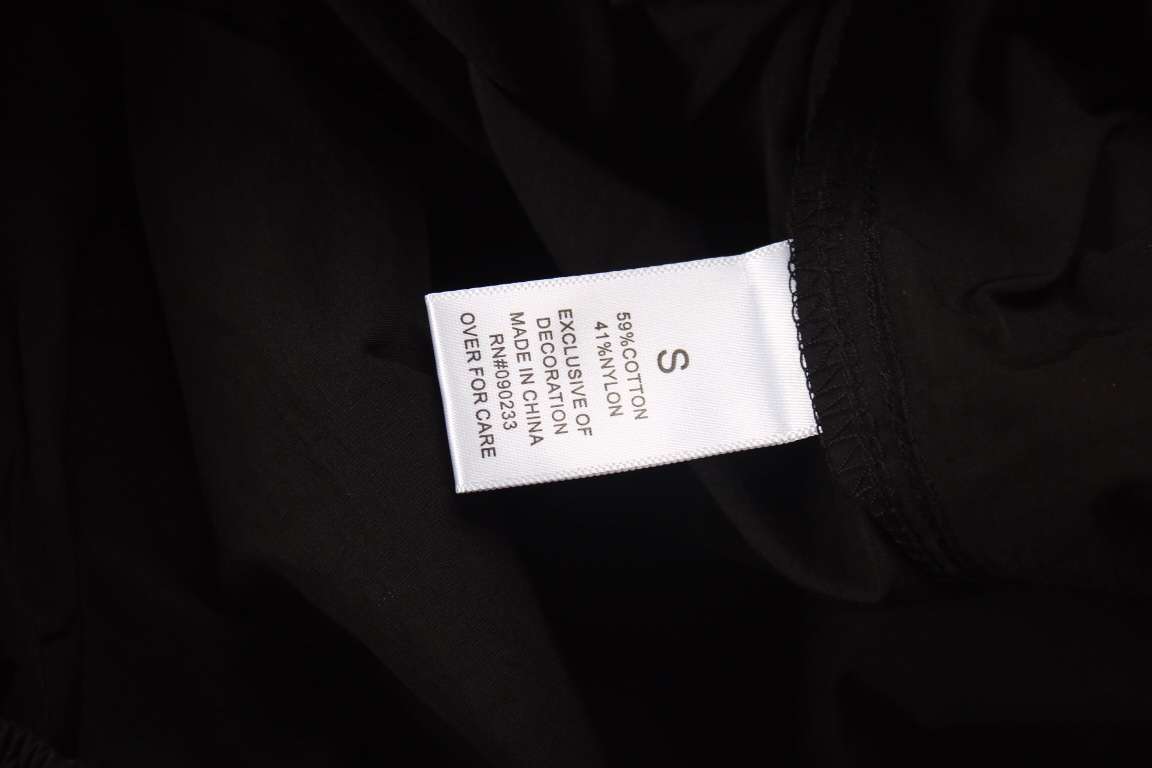 S
59%COTTON
41%NYLON
EXCLUSIVE OF
DECORATION
MADE IN CHINA
RN#090233
OVER FOR CARE